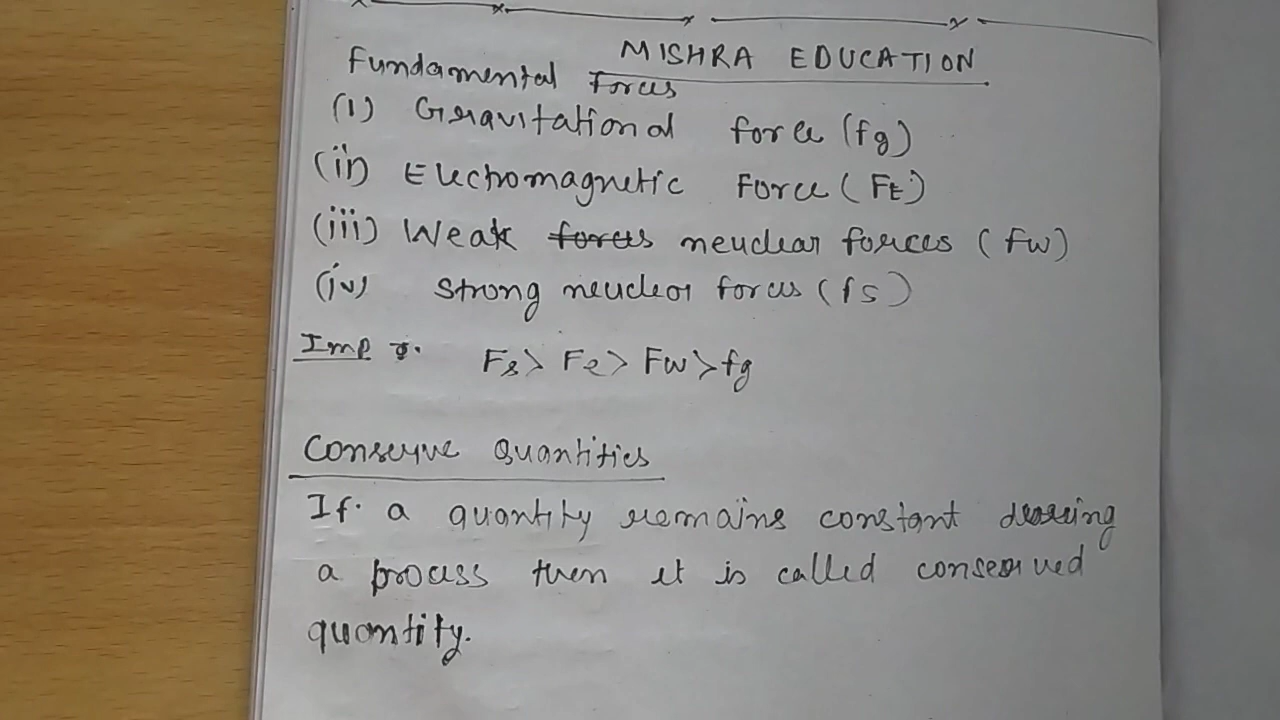 MISHRA EDUCATION
Fundamental Forces
(i) Gravitational force (fg)
(ii) Electromagnetic Force (FE)
(iii) Weak forces neuclear forces (Fw)
(iv) strong neuclear forces (fs)
Imp Fs > Fe > Fw > fg
Conserve Quantities
If a quantity remains constant during
a process then it is called conserved
quantity.